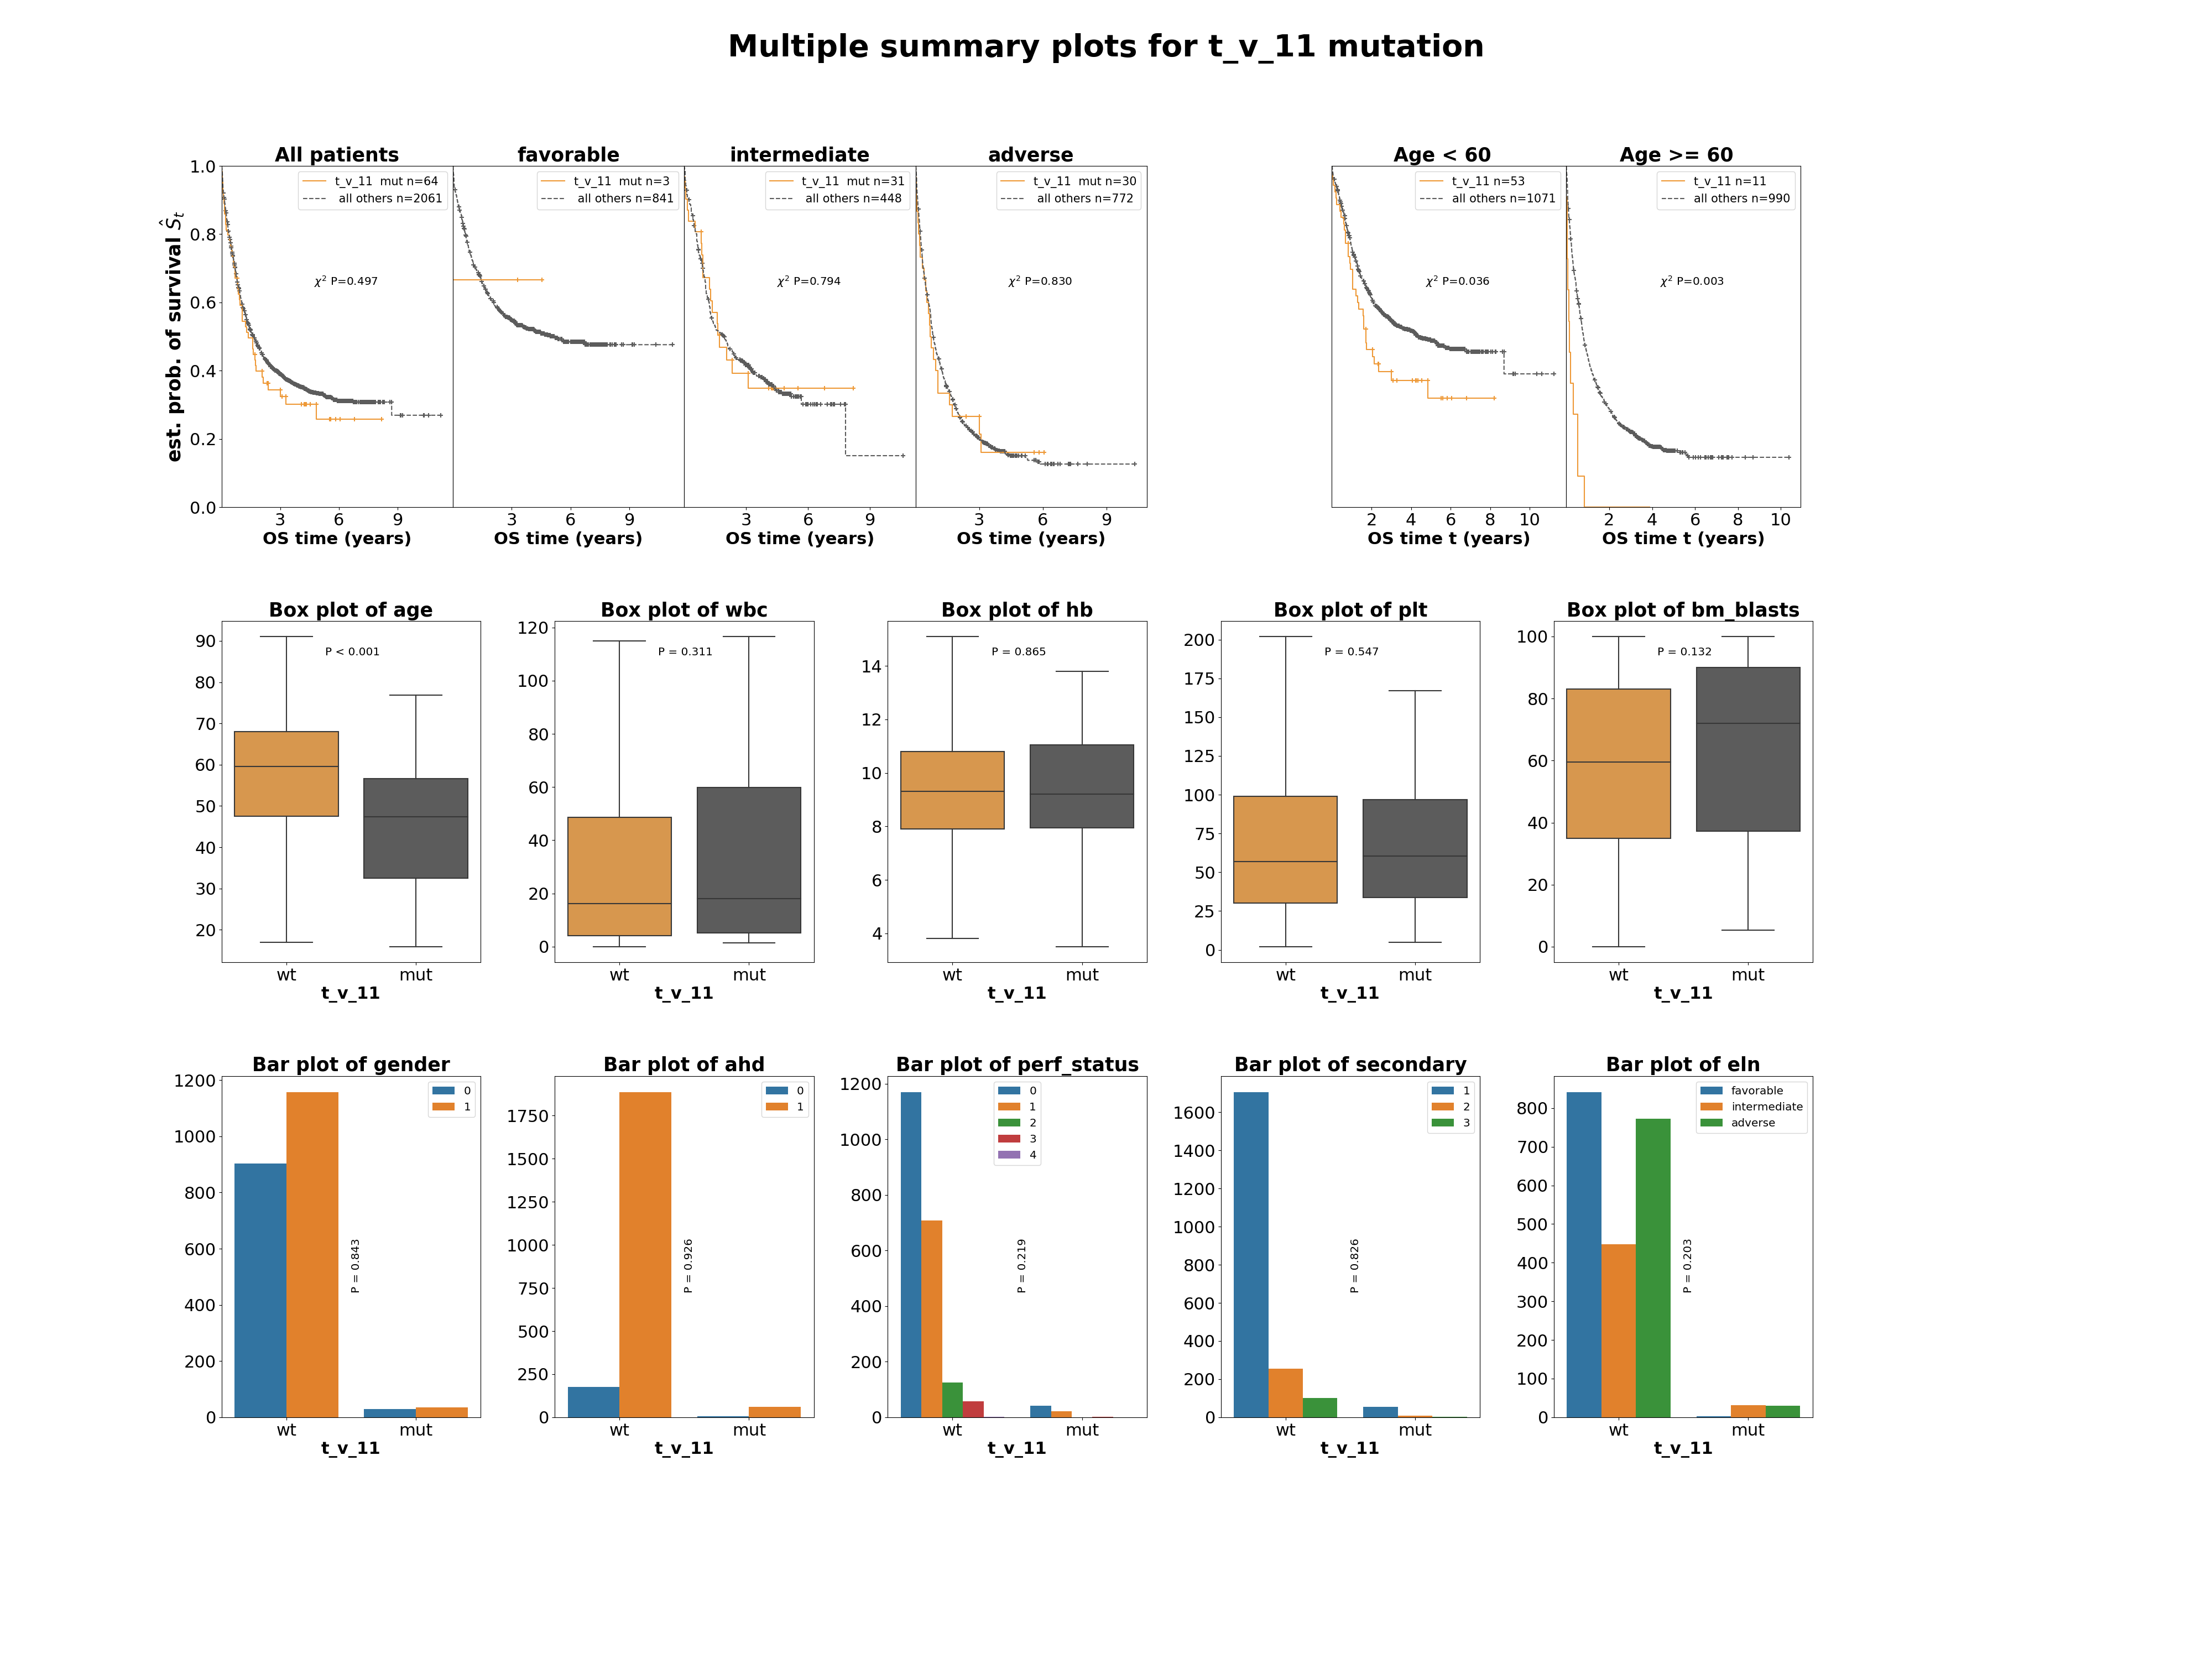 Multiple summary plots for t_v_11 mutation
All patients
favorable
intermediate
adverse
Age < 60
Age >= 60
est. prob. of survival Ŝt
1.0
0.8
0.6
0.4
0.2
0.0
t_v_11 mut n=64
all others n=2061
χ² P=0.497
3 6 9
OS time (years)
t_v_11 mut n=3
all others n=841
3 6 9
OS time (years)
t_v_11 mut n=31
all others n=448
χ² P=0.794
3 6 9
OS time (years)
t_v_11 mut n=30
all others n=772
χ² P=0.830
3 6 9
OS time (years)
t_v_11 n=53
all others n=1071
χ² P=0.036
2 4 6 8 10
OS time t (years)
t_v_11 n=11
all others n=990
χ² P=0.003
2 4 6 8 10
OS time t (years)
Box plot of age
P < 0.001
90
80
70
60
50
40
30
20
wt mut
t_v_11
Box plot of wbc
P = 0.311
120
100
80
60
40
20
0
wt mut
t_v_11
Box plot of hb
P = 0.865
14
12
10
8
6
4
wt mut
t_v_11
Box plot of plt
P = 0.547
200
175
150
125
100
75
50
25
0
wt mut
t_v_11
Box plot of bm_blasts
P = 0.132
100
80
60
40
20
0
wt mut
t_v_11
Bar plot of gender
0
1
P = 0.843
1200
1000
800
600
400
200
0
wt mut
t_v_11
Bar plot of ahd
0
1
P = 0.926
1750
1500
1250
1000
750
500
250
0
wt mut
t_v_11
Bar plot of perf_status
0
1
2
3
4
P = 0.219
1200
1000
800
600
400
200
0
wt mut
t_v_11
Bar plot of secondary
1
2
3
P = 0.826
1600
1400
1200
1000
800
600
400
200
0
wt mut
t_v_11
Bar plot of eln
favorable
intermediate
adverse
P = 0.203
800
700
600
500
400
300
200
100
0
wt mut
t_v_11